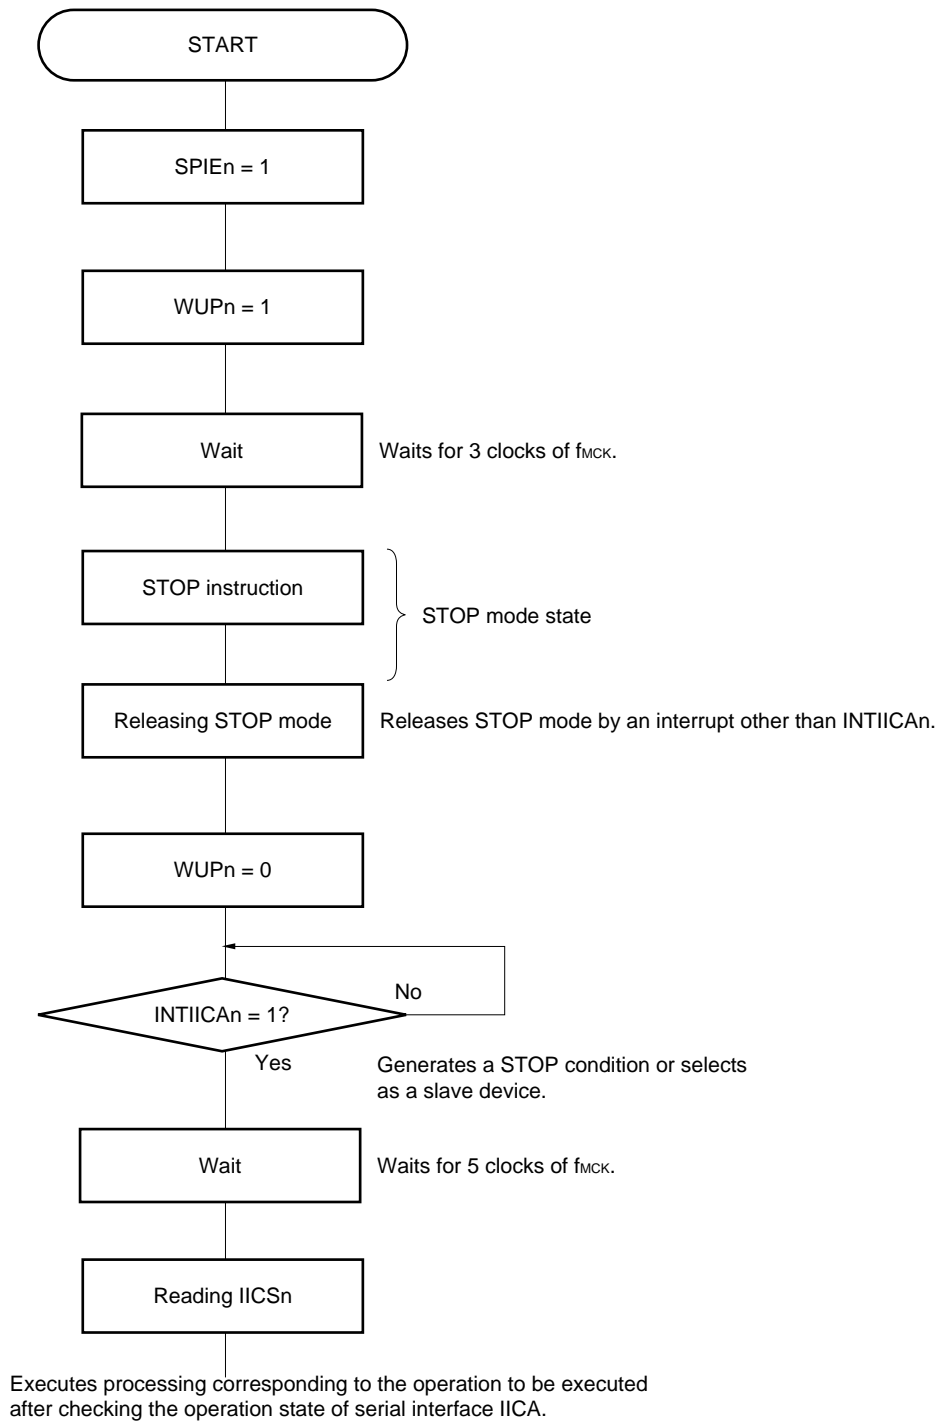 START
SPIEn = 1
WUPn = 1
Wait
Waits for 3 clocks of fMCK.
STOP instruction
STOP mode state
Releasing STOP mode
Releases STOP mode by an interrupt other than INTIICAn.
WUPn = 0
No
INTIICAn = 1?
Yes
Generates a STOP condition or selects
as a slave device.
Wait
Waits for 5 clocks of fMCK.
Reading IICSn
Executes processing corresponding to the operation to be executed
after checking the operation state of serial interface IICA.